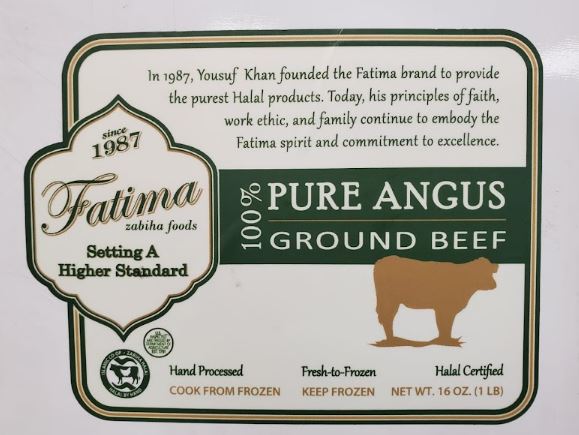 In 1987, Yousuf Khan founded the Fatima brand to provide
the purest Halal products. Today, his principles of faith,
work ethic, and family continue to embody the
Fatima spirit and commitment to excellence.
since
1987
Fatima
zabiha foods
Setting A
Higher Standard
100% PURE ANGUS
GROUND BEEF
Hand Processed
Fresh-to-Frozen
Halal Certified
COOK FROM FROZEN
KEEP FROZEN
NET WT. 16 OZ. (1 LB)